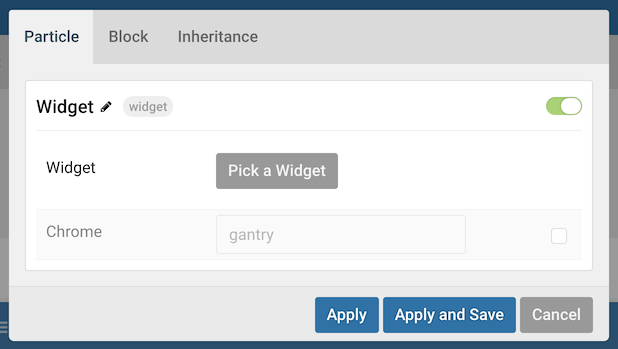 Particle Block Inheritance
Widget widget
Widget Pick a Widget
Chrome gantry
Apply Apply and Save Cancel